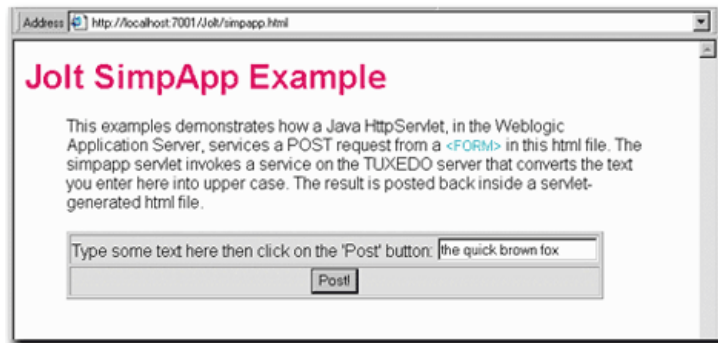 Address http://localhost:7001/Jolt/simpapp.html
Jolt SimpApp Example
This examples demonstrates how a Java HttpServlet, in the Weblogic
Application Server, services a POST request from a <FORM> in this html file. The
simpapp servlet invokes a service on the TUXEDO server that converts the text
you enter here into upper case. The result is posted back inside a servlet-
generated html file.
Type some text here then click on the 'Post' button: the quick brown fox
Post!